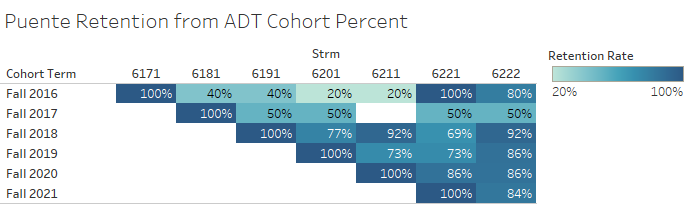 Puente Retention from ADT Cohort Percent
Strm
Cohort Term 6171 6181 6191 6201 6211 6221 6222
Fall 2016 100% 40% 40% 20% 20% 100% 80%
Fall 2017 100% 50% 50% 50% 50%
Fall 2018 100% 77% 92% 69% 92%
Fall 2019 100% 73% 73% 86%
Fall 2020 100% 86% 86%
Fall 2021 100% 84%
Retention Rate
20% 100%